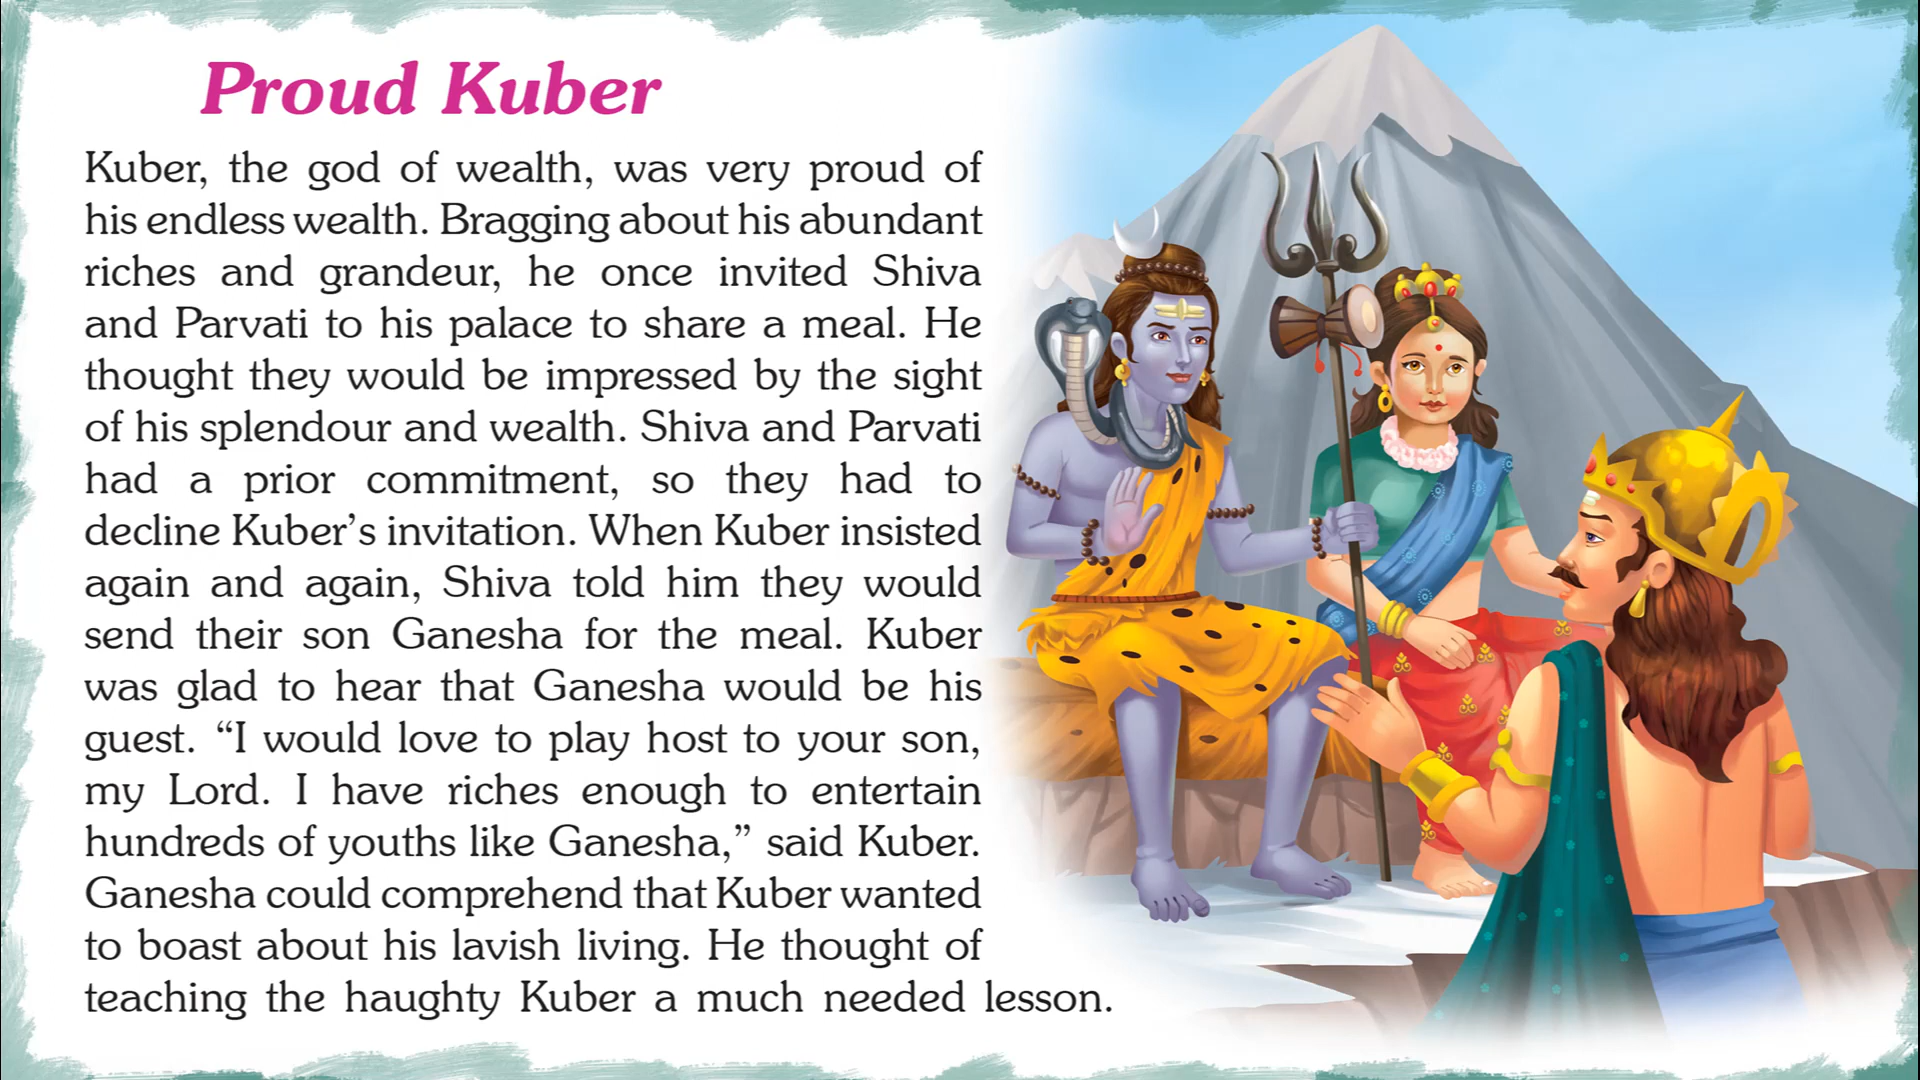 Proud Kuber
Kuber, the god of wealth, was very proud of
his endless wealth. Bragging about his abundant
riches and grandeur, he once invited Shiva
and Parvati to his palace to share a meal. He
thought they would be impressed by the sight
of his splendour and wealth. Shiva and Parvati
had a prior commitment, so they had to
decline Kuber’s invitation. When Kuber insisted
again and again, Shiva told him they would
send their son Ganesha for the meal. Kuber
was glad to hear that Ganesha would be his
guest. “I would love to play host to your son,
my Lord. I have riches enough to entertain
hundreds of youths like Ganesha,” said Kuber.
Ganesha could comprehend that Kuber wanted
to boast about his lavish living. He thought of
teaching the haughty Kuber a much needed lesson.